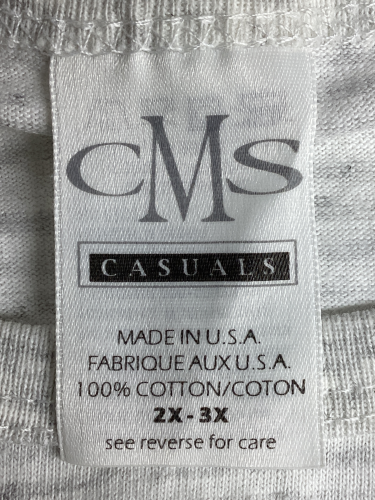 CMS
CASUALS
MADE IN U.S.A.
FABRIQUE AUX U.S.A.
100% COTTON/COTON
2X - 3X
see reverse for care